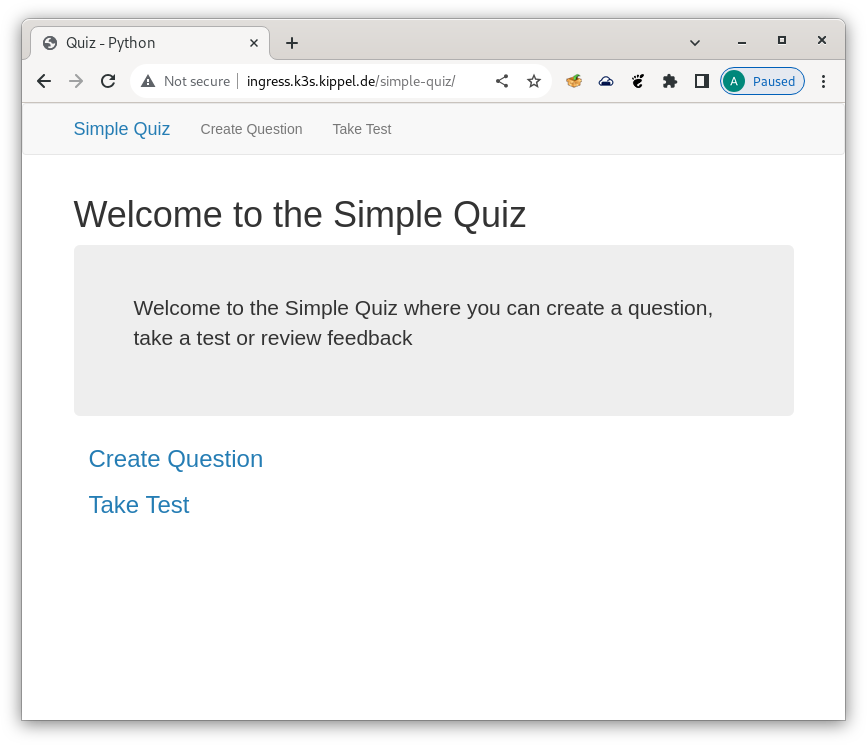 Quiz - Python
Not secure
ingress.k3s.kippel.de/simple-quiz/
A Paused
Simple Quiz
Create Question
Take Test
Welcome to the Simple Quiz
Welcome to the Simple Quiz where you can create a question,
take a test or review feedback
Create Question
Take Test